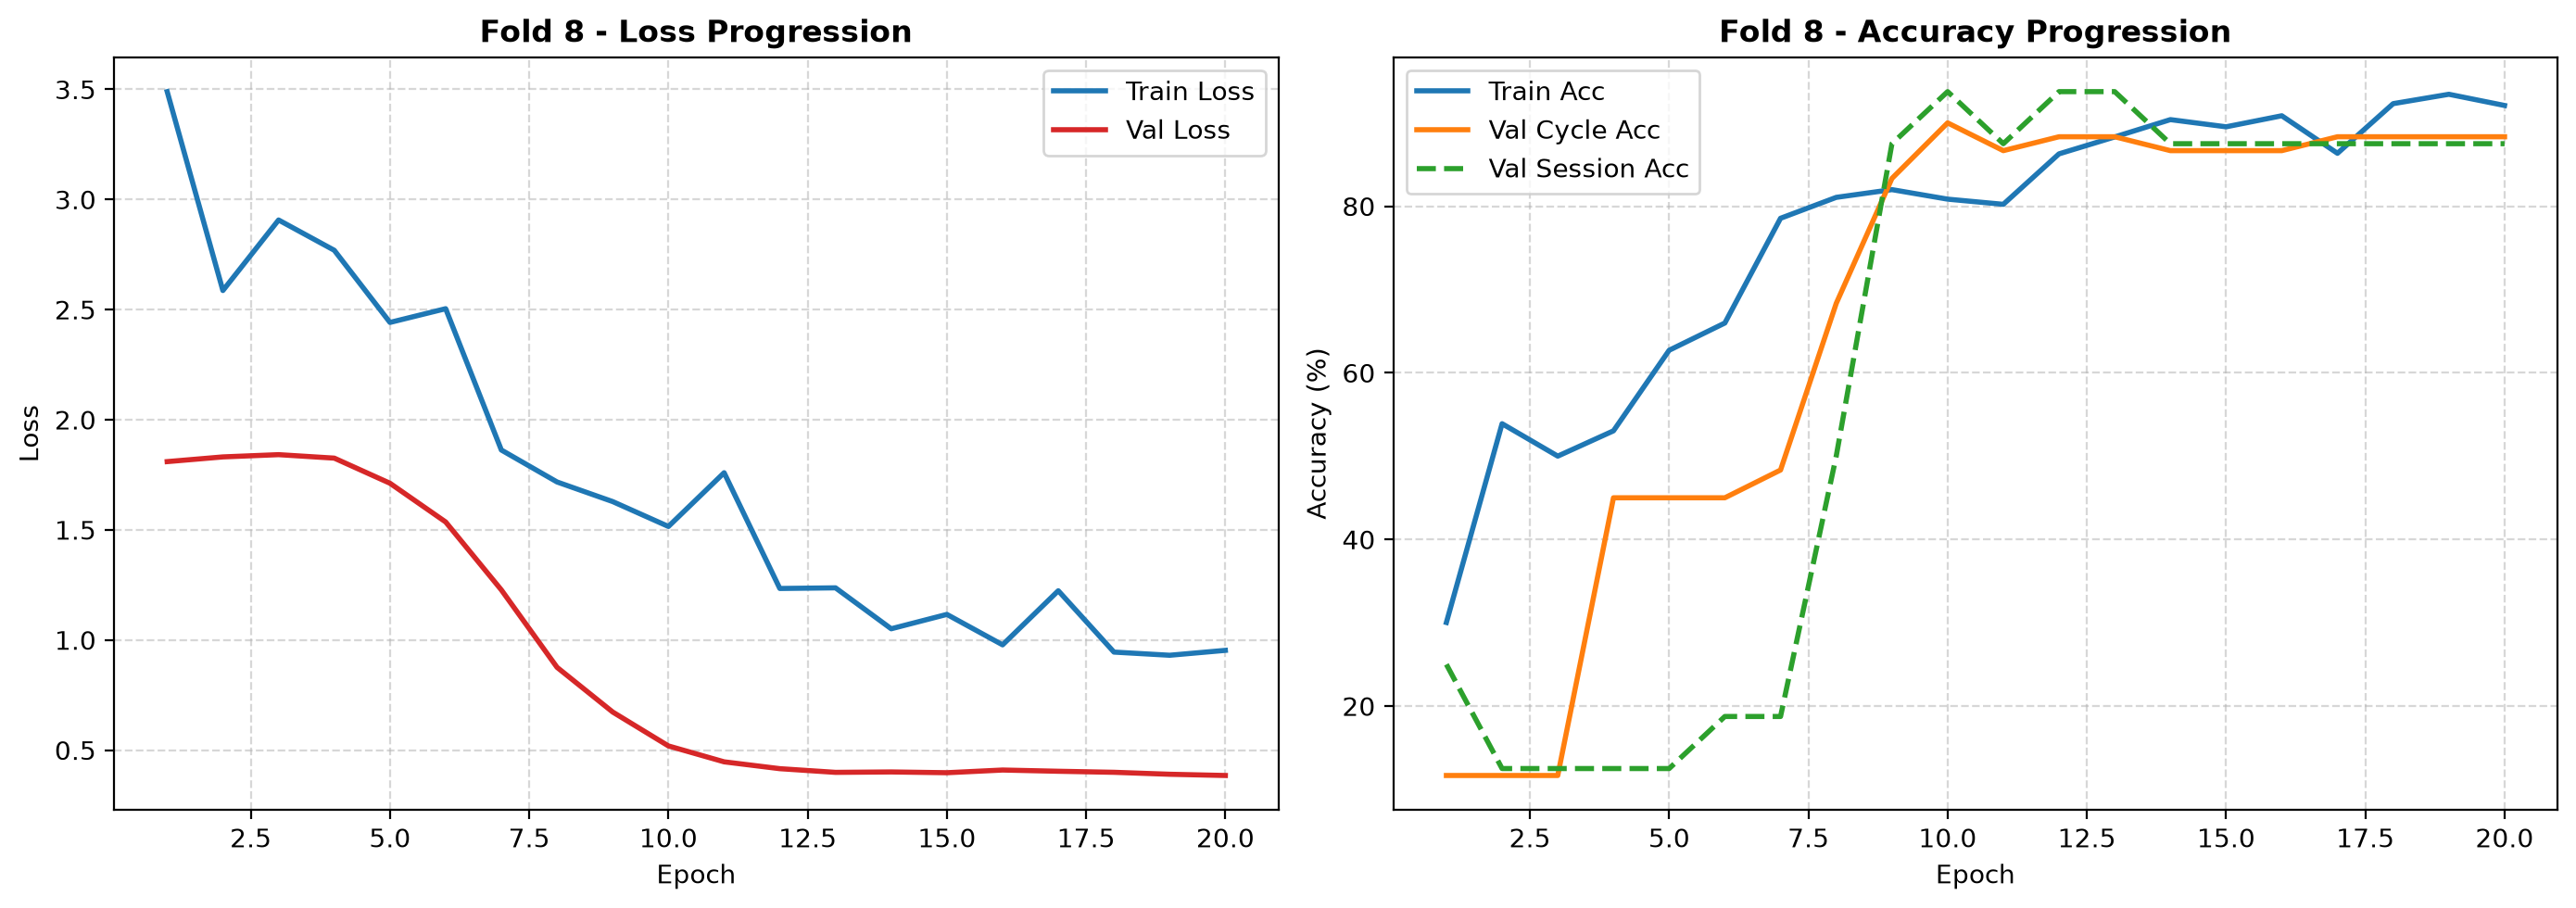 Fold 8 - Loss Progression
Train Loss
Val Loss
3.5
3.0
2.5
2.0
1.5
1.0
0.5
Loss
2.5 5.0 7.5 10.0 12.5 15.0 17.5 20.0
Epoch
Fold 8 - Accuracy Progression
Train Acc
Val Cycle Acc
Val Session Acc
80
60
40
20
Accuracy (%)
2.5 5.0 7.5 10.0 12.5 15.0 17.5 20.0
Epoch